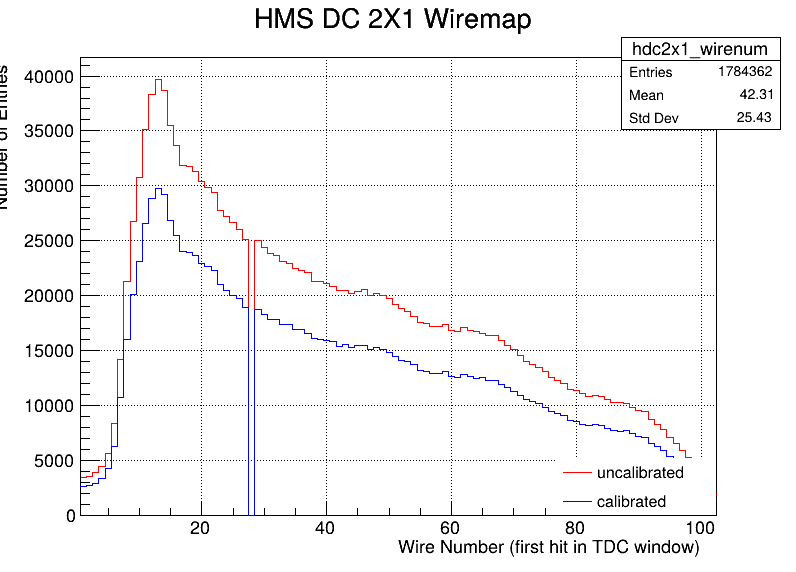 HMS DC 2X1 Wiremap
hdc2x1_wirenum
Entries 1784362
Mean 42.31
Std Dev 25.43
Number of Entries
40000
35000
30000
25000
20000
15000
10000
5000
0
20 40 60 80 100
Wire Number (first hit in TDC window)
uncalibrated
calibrated